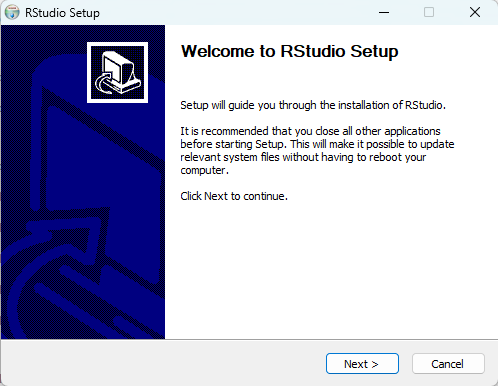 RStudio Setup
Welcome to RStudio Setup
Setup will guide you through the installation of RStudio.
It is recommended that you close all other applications
before starting Setup. This will make it possible to update
relevant system files without having to reboot your
computer.
Click Next to continue.
Next >
Cancel